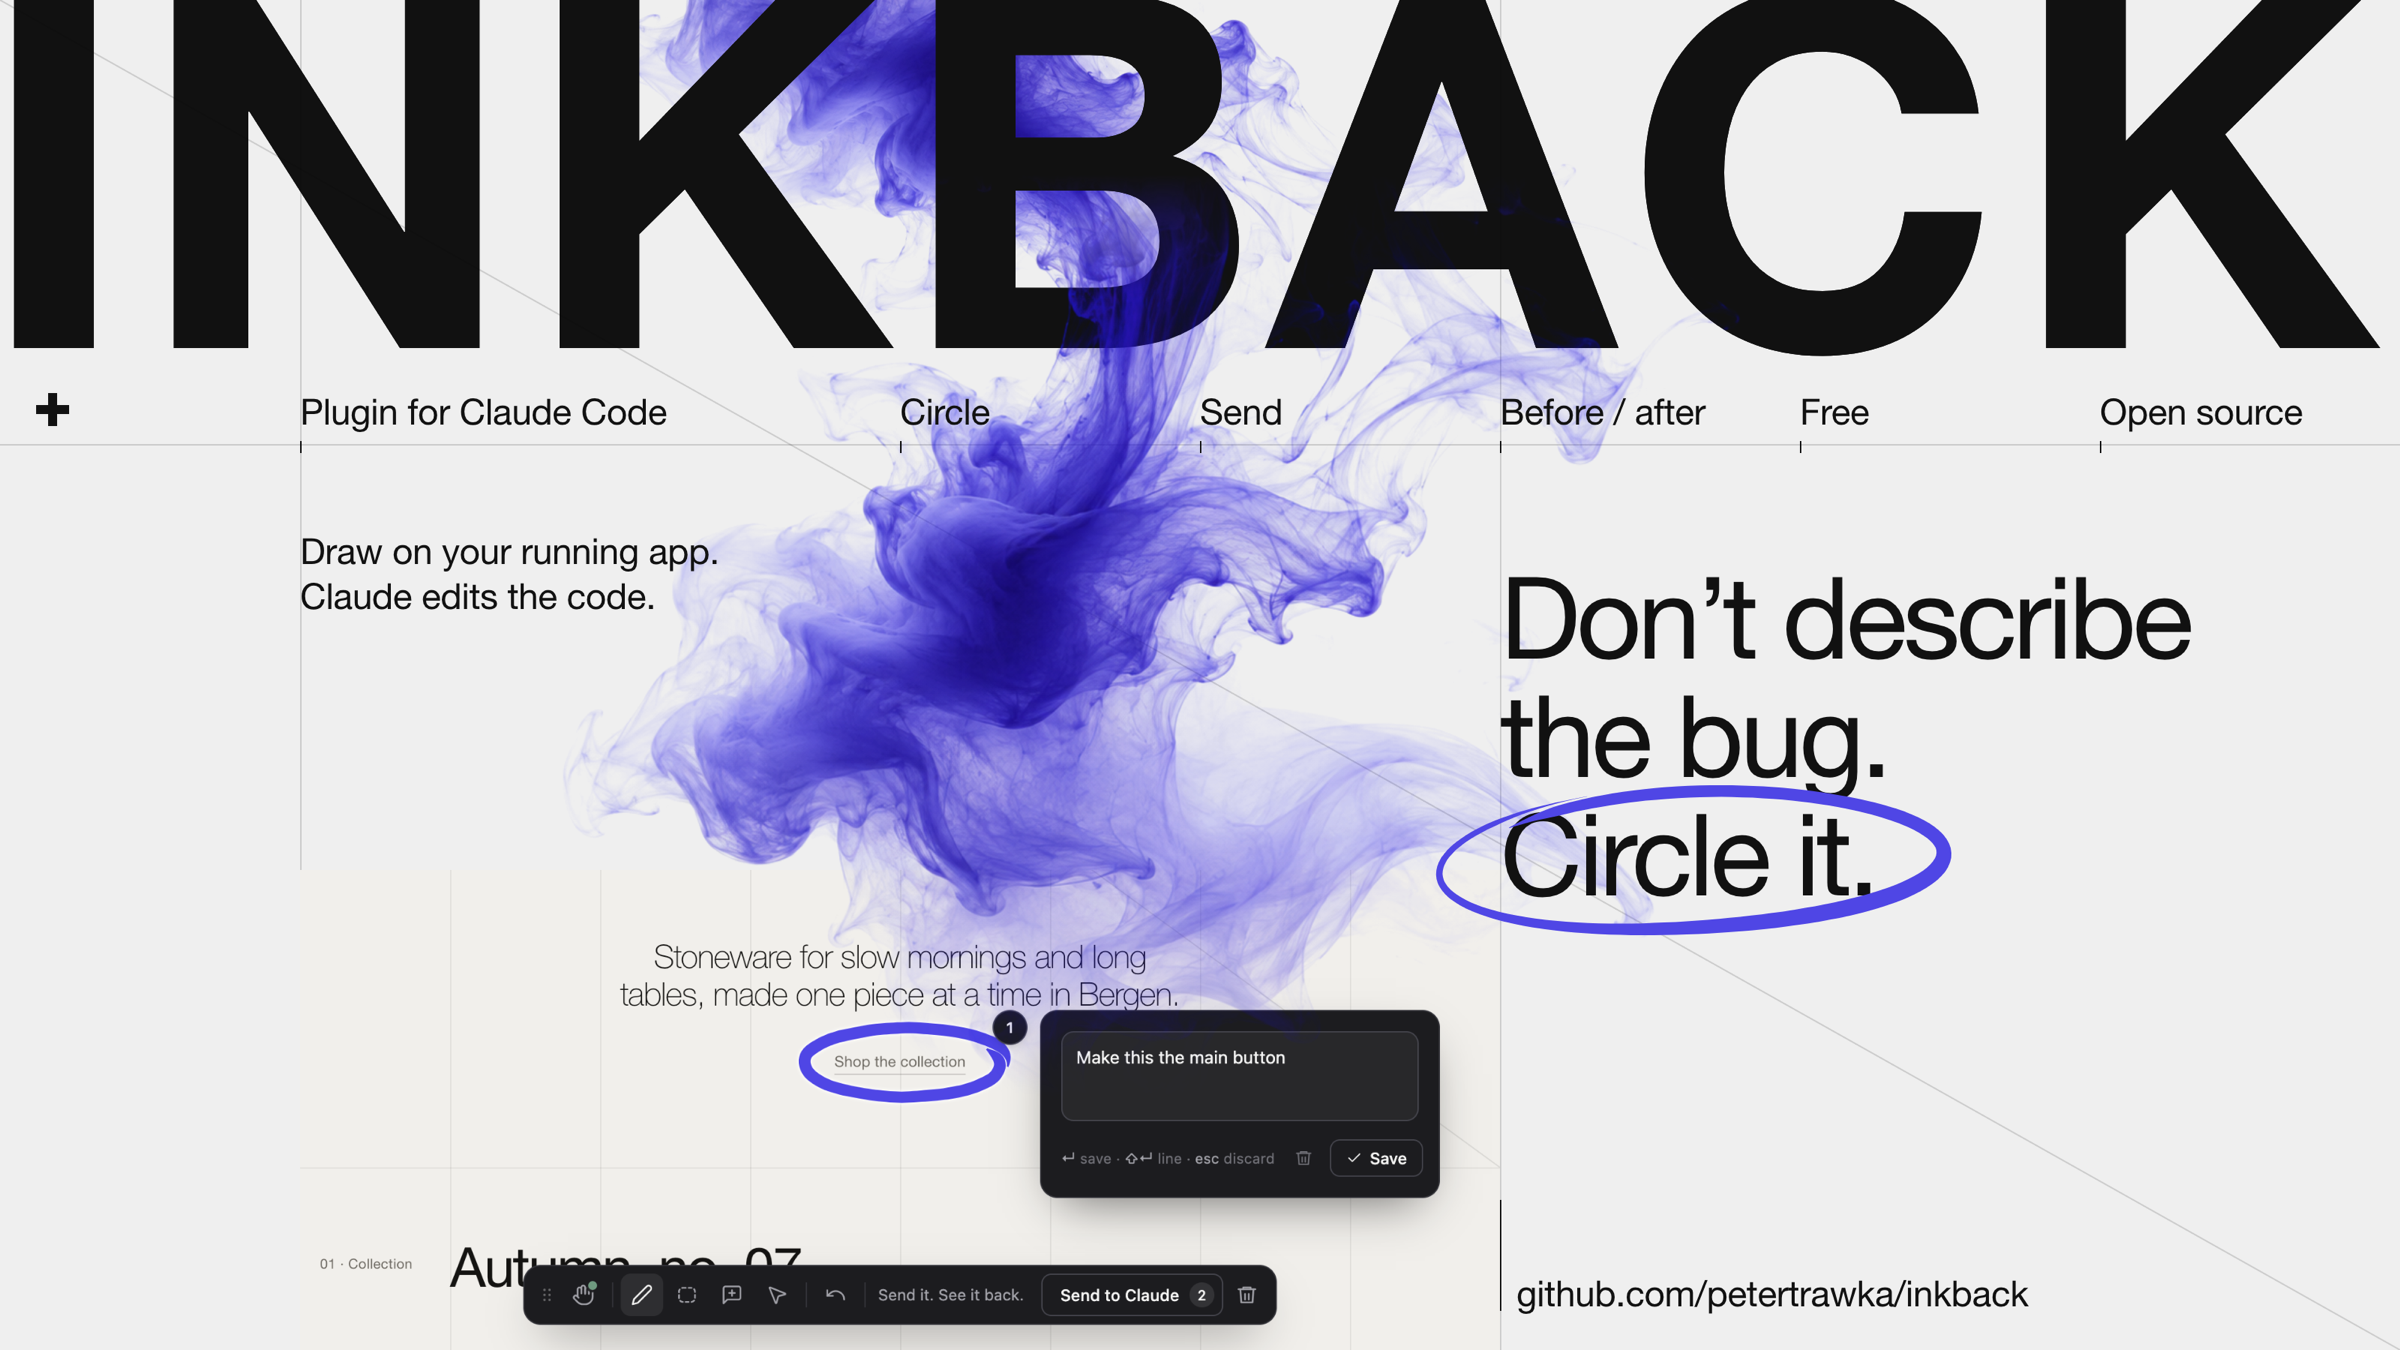 INKBACK
Plugin for Claude Code
Circle
Send
Before / after
Free
Open source
Draw on your running app.
Claude edits the code.
Don’t describe
the bug.
Circle it.
Stoneware for slow mornings and long
tables, made one piece at a time in Bergen.
Shop the collection
1
Make this the main button
↵ save · ⇧↵ line · esc discard
Save
01 · Collection
Autumn, no. 07
Send it. See it back.
Send to Claude 2
github.com/petertrawka/inkback